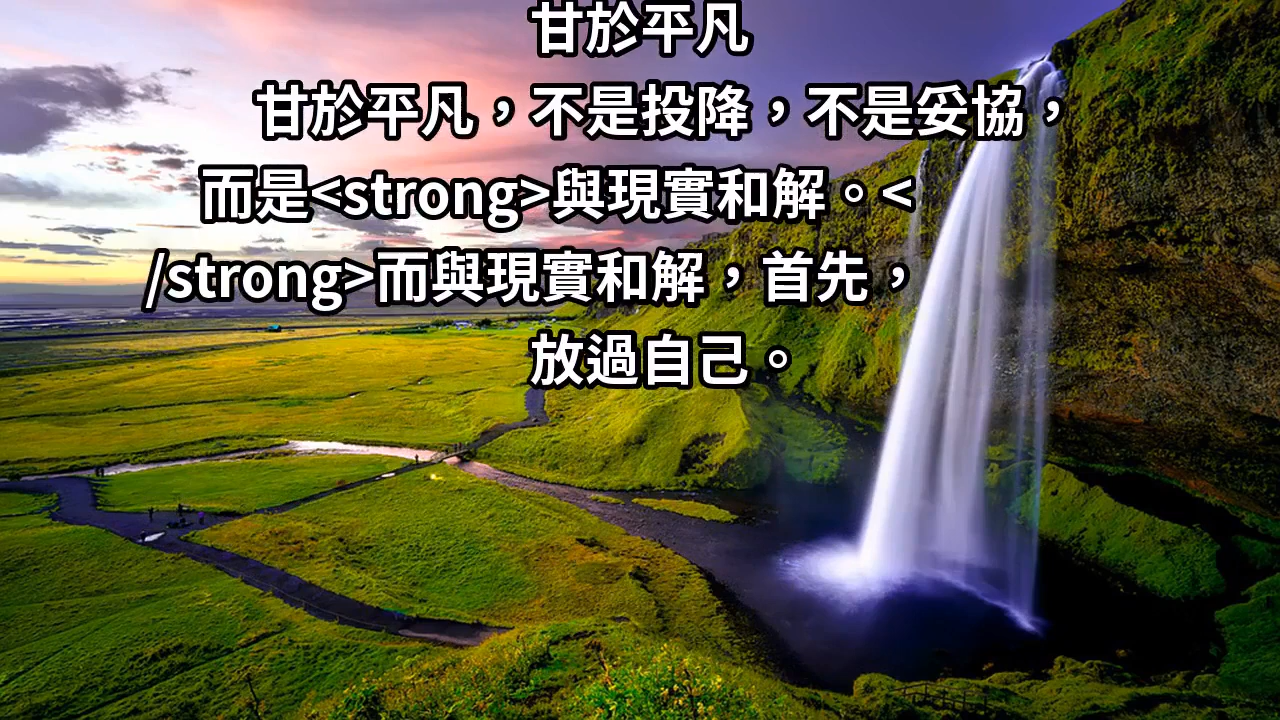 甘於平凡
甘於平凡，不是投降，不是妥協，
而是<strong>與現實和解。<
/strong>而與現實和解，首先，
放過自己。